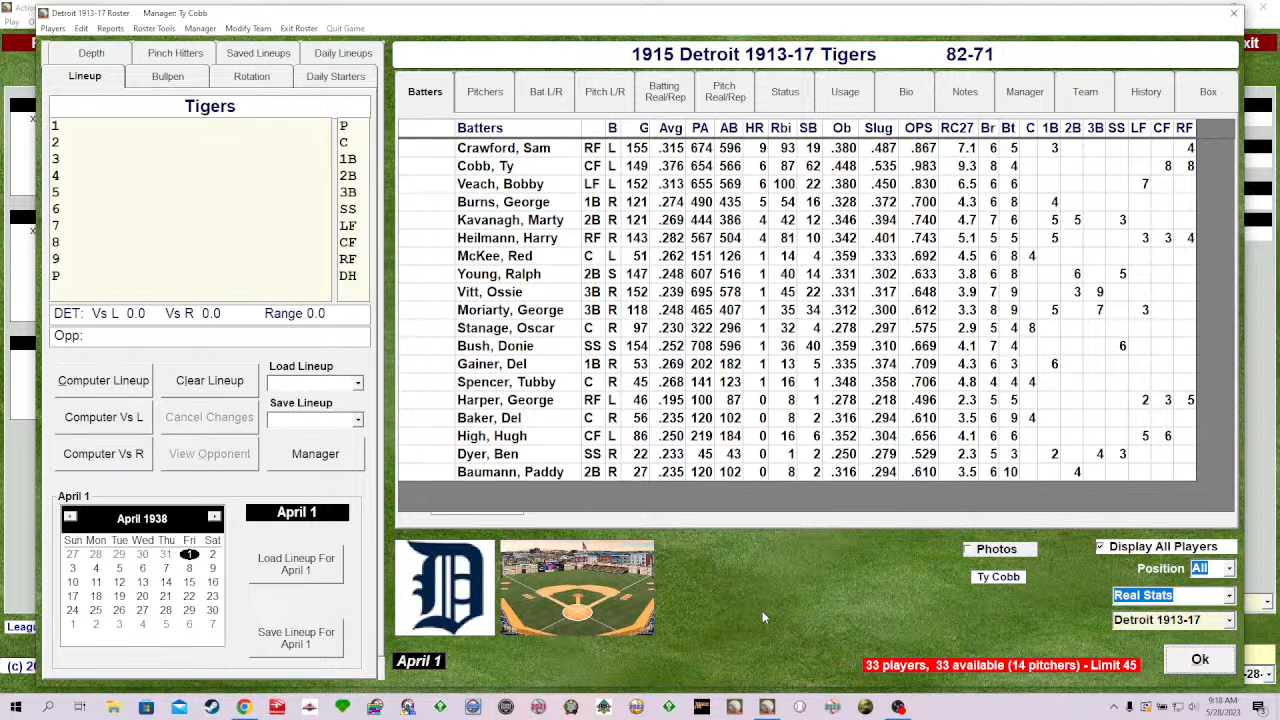 Detroit 1913-17 Roster Manager: Ty Cobb
Players Edit Reports Roster Tools Manager Modify Team Exit Roster Quit Game
Depth Pinch Hitters Saved Lineups Daily Lineups
Lineup Bullpen Rotation Daily Starters
Tigers
1 P
2 C
3 1B
4 2B
5 3B
6 SS
7 LF
8 CF
9 RF
P DH
DET: Vs L 0.0 Vs R 0.0 Range 0.0
Opp:
Computer Lineup Clear Lineup Load Lineup
Computer Vs L Cancel Changes Save Lineup
Computer Vs R View Opponent Manager
April 1
April 1938
Sun Mon Tue Wed Thu Fri Sat
27 28 29 30 31 1 2
3 4 5 6 7 8 9
10 11 12 13 14 15 16
17 18 19 20 21 22 23
24 25 26 27 28 29 30
1 2 3 4 5 6 7
April 1
Load Lineup For
April 1
Save Lineup For
April 1
1915 Detroit 1913-17 Tigers 82-71
Batters Pitchers Bat L/R Pitch L/R Batting Real/Rep Pitch Real/Rep Status Usage Bio Notes Manager Team History Box
Batters B G Avg PA AB HR Rbi SB Ob Slug OPS RC27 Br Bt C 1B 2B 3B SS LF CF RF
Crawford, Sam RF L 155 .315 674 596 9 93 19 .380 .487 .867 7.1 6 5 3 4
Cobb, Ty CF L 149 .376 654 536 6 87 62 .448 .535 .983 9.3 8 4 8 8
Veach, Bobby LF L 152 .313 655 569 6 100 22 .380 .450 .830 6.5 6 6 7
Burns, George 1B R 121 .274 490 435 5 54 16 .328 .372 .700 4.3 6 8 4
Kavanagh, Marty 2B R 121 .269 444 386 4 42 12 .346 .394 .740 4.7 7 6 5 5 3
Heilmann, Harry RF R 143 .282 567 504 4 81 10 .342 .401 .743 5.1 5 5 5 3 3 4
McKee, Red C L 51 .262 151 126 1 14 4 .359 .333 .692 4.5 6 8 4
Young, Ralph 2B S 147 .248 607 516 1 40 14 .331 .302 .633 3.8 6 8 6 5
Vitt, Ossie 3B R 152 .239 695 578 1 45 22 .331 .317 .648 3.9 7 9 3 9
Moriarty, George 3B R 118 .248 465 407 1 35 34 .312 .300 .612 3.3 8 9 5 7 3
Stanage, Oscar C R 97 .230 322 296 1 32 4 .278 .297 .575 2.9 5 4 8
Bush, Donie SS S 154 .252 708 596 1 36 40 .359 .310 .669 4.1 7 4 6
Gainer, Del 1B R 53 .269 202 182 1 13 5 .335 .374 .709 4.3 6 3 6
Spencer, Tubby C R 45 .268 141 123 1 16 1 .348 .358 .706 4.8 4 4 4
Harper, George RF L 46 .195 100 87 0 8 1 .278 .218 .496 2.3 5 5 2 3 5
Baker, Del C R 56 .235 120 102 0 8 2 .316 .294 .610 3.5 6 9 4
High, Hugh CF L 86 .250 219 184 0 16 6 .352 .304 .656 4.1 6 6 5 6
Dyer, Ben SS R 22 .233 45 43 0 1 2 .250 .279 .529 2.3 5 3 2 4 3
Baumann, Paddy 2B R 27 .235 120 102 0 8 2 .316 .294 .610 3.5 6 10 4
Photos
Ty Cobb
Display All Players
Position All
Real Stats
Detroit 1913-17
April 1
33 players, 33 available (14 pitchers) - Limit 45
Ok
Leag
(c) 20
xit
-28-
9:18 AM
5/28/2023